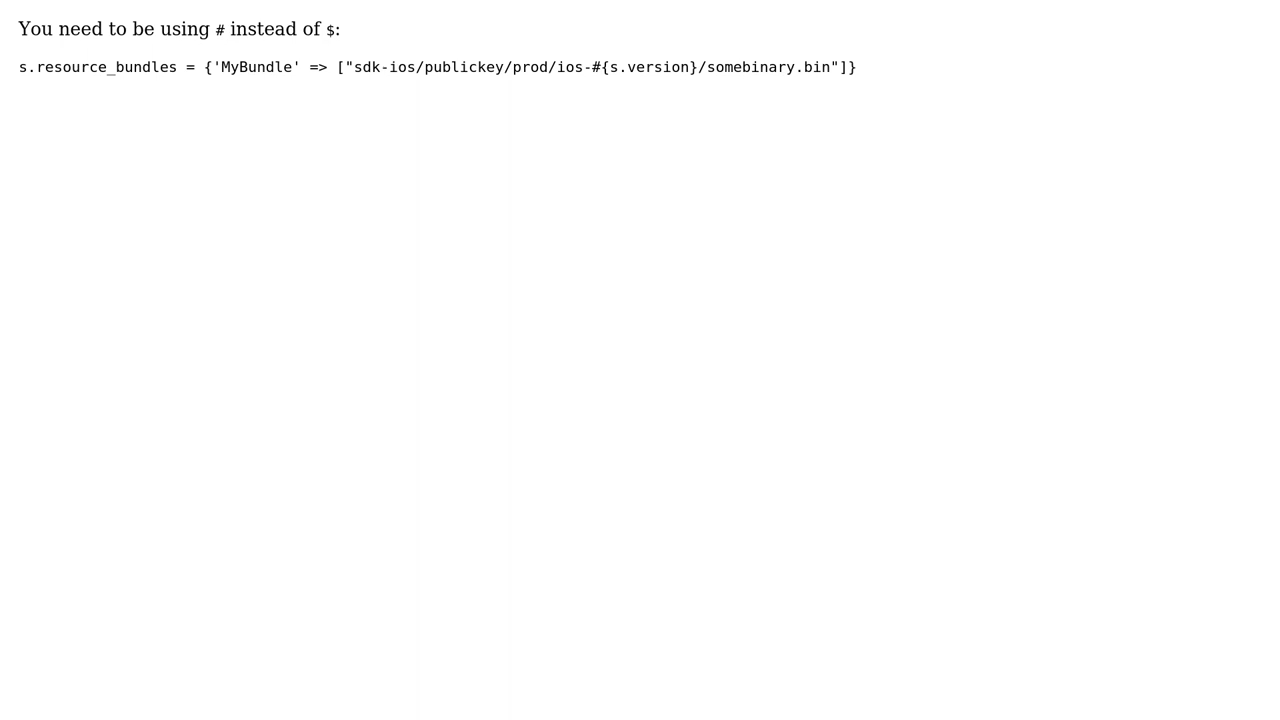 You need to be using # instead of $:
s.resource_bundles = {'MyBundle' => ["sdk-ios/publickey/prod/ios-#{s.version}/somebinary.bin"]}